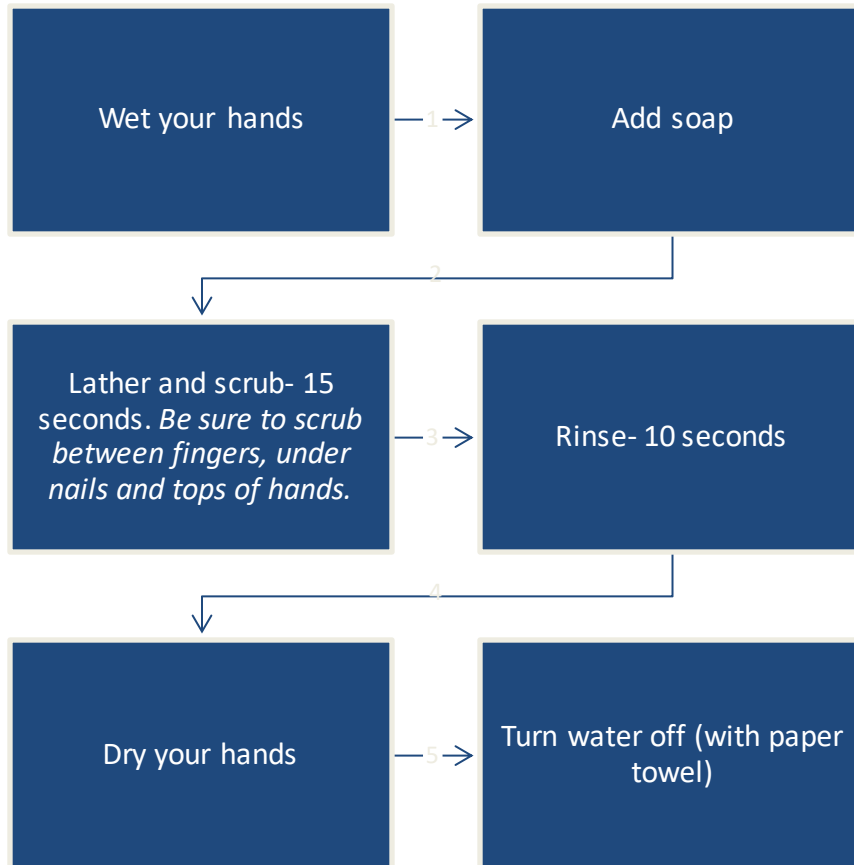 Wet your hands
1
Add soap
2
Lather and scrub- 15
seconds. Be sure to scrub
between fingers, under
nails and tops of hands.
3
Rinse- 10 seconds
4
Dry your hands
5
Turn water off (with paper
towel)